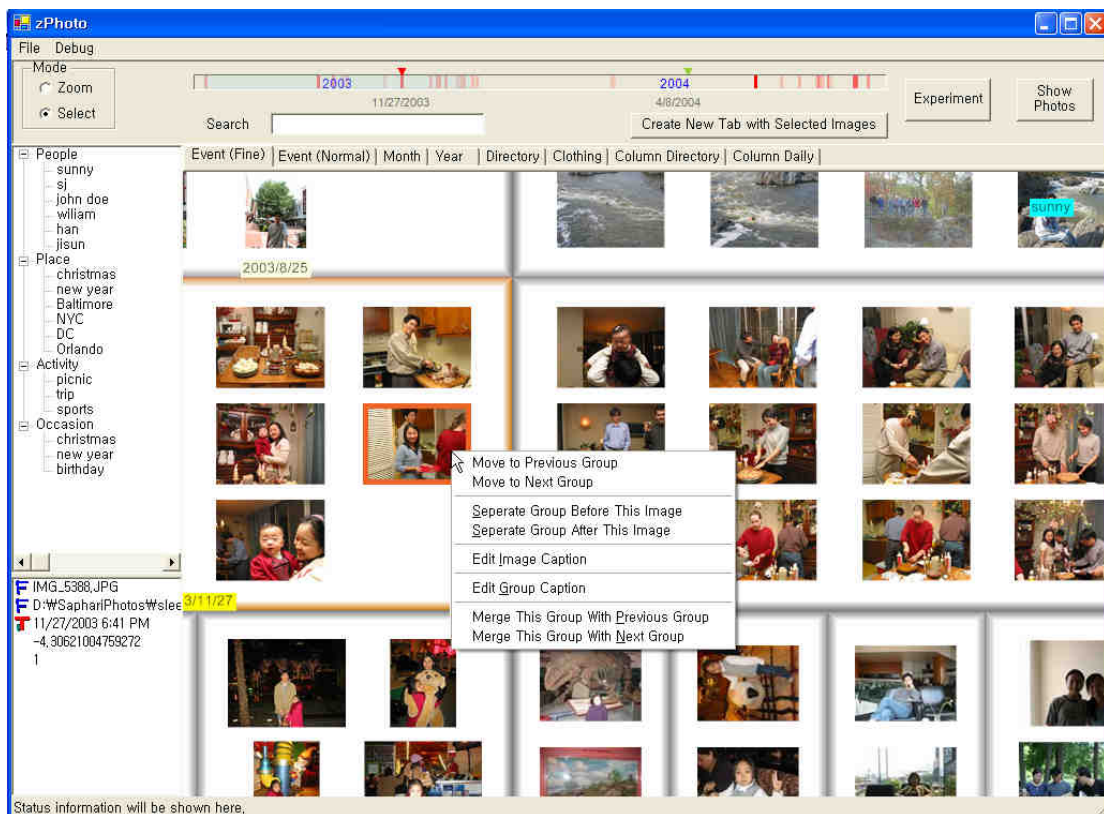 zPhoto
File Debug
Mode
Zoom
Select
2003
2004
11/27/2003
4/8/2004
Search
Create New Tab with Selected Images
Experiment
Show
Photos
People
sunny
sj
john doe
wiliam
han
jisun
Place
christmas
new year
Baltimore
NYC
DC
Orlando
Activity
picnic
trip
sports
Occasion
christmas
new year
birthday
Event (Fine) Event (Normal) Month Year Directory Clothing Column Directory Column Daily
sunny
2003/8/25
Move to Previous Group
Move to Next Group
Seperate Group Before This Image
Seperate Group After This Image
Edit Image Caption
Edit Group Caption
Merge This Group With Previous Group
Merge This Group With Next Group
3/11/27
IMG_5388.JPG
D:₩SaphariPhotos₩slee
11/27/2003 6:41 PM
-4.30621004759272
1
Status information will be shown here.